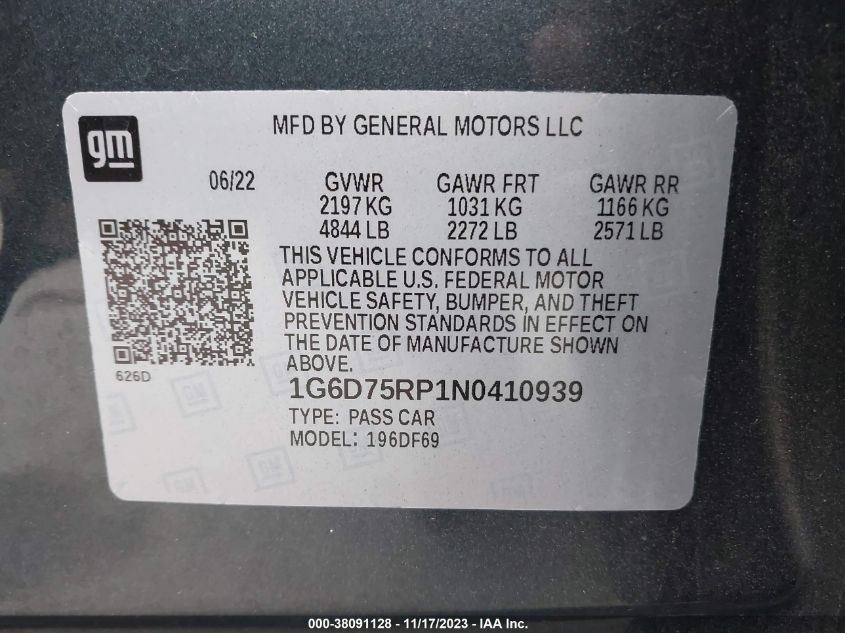 gm
MFD BY GENERAL MOTORS LLC
06/22 GVWR GAWR FRT GAWR RR
2197 KG 1031 KG 1166 KG
4844 LB 2272 LB 2571 LB
THIS VEHICLE CONFORMS TO ALL
APPLICABLE U.S. FEDERAL MOTOR
VEHICLE SAFETY, BUMPER, AND THEFT
PREVENTION STANDARDS IN EFFECT ON
THE DATE OF MANUFACTURE SHOWN
ABOVE.
626D
1G6D75RP1N0410939
TYPE: PASS CAR
MODEL: 196DF69
000-38091128 - 11/17/2023 - IAA Inc.